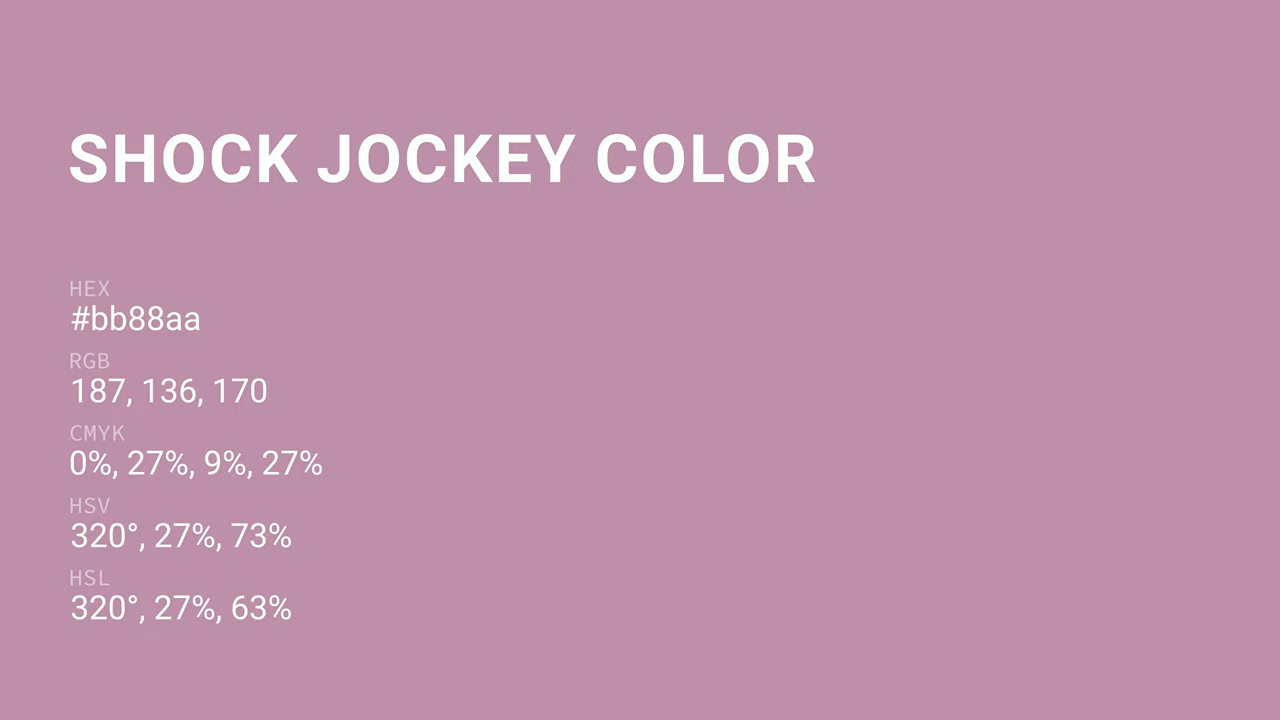 SHOCK JOCKEY COLOR
HEX
#bb88aa
RGB
187, 136, 170
CMYK
0%, 27%, 9%, 27%
HSV
320°, 27%, 73%
HSL
320°, 27%, 63%